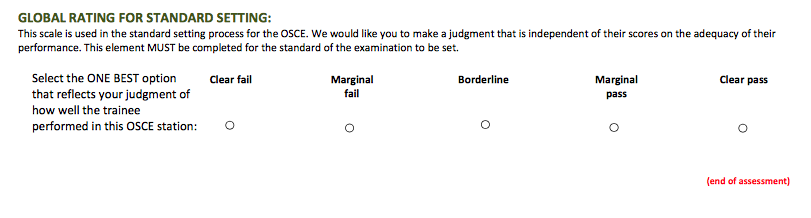 GLOBAL RATING FOR STANDARD SETTING:
This scale is used in the standard setting process for the OSCE. We would like you to make a judgment that is independent of their scores on the adequacy of their
performance. This element MUST be completed for the standard of the examination to be set.
Select the ONE BEST option
that reflects your judgment of
how well the trainee
performed in this OSCE station:
Clear fail
Marginal
fail
Borderline
Marginal
pass
Clear pass
(end of assessment)